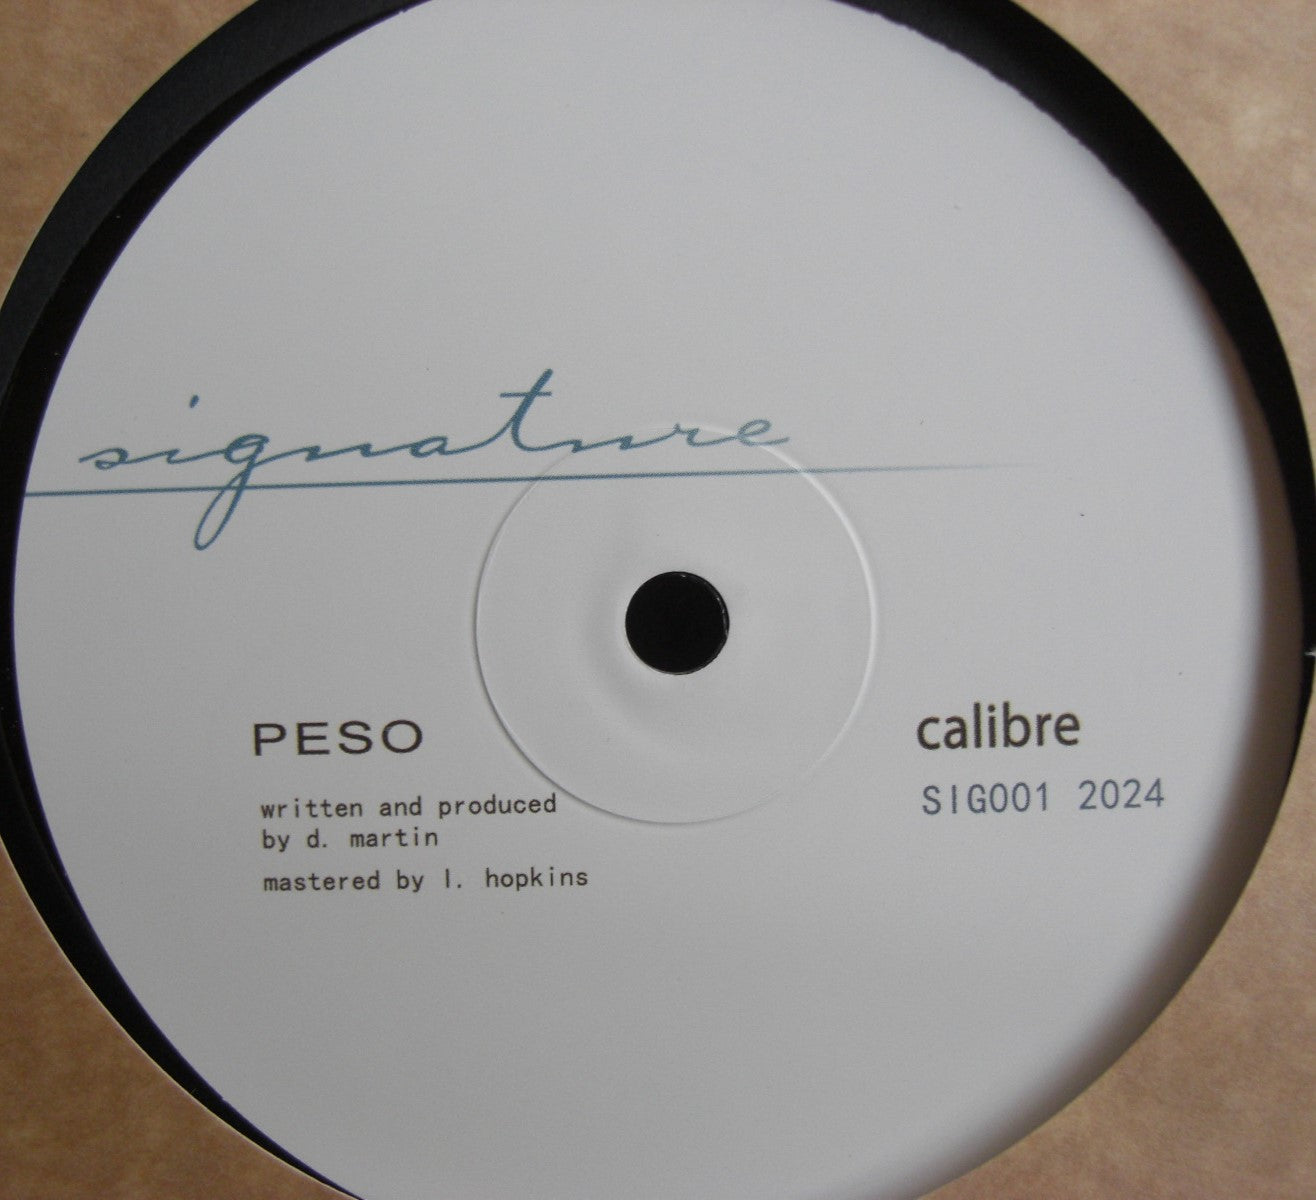 signature
PESO
written and produced
by d. martin
mastered by l. hopkins
calibre
SIG001 2024